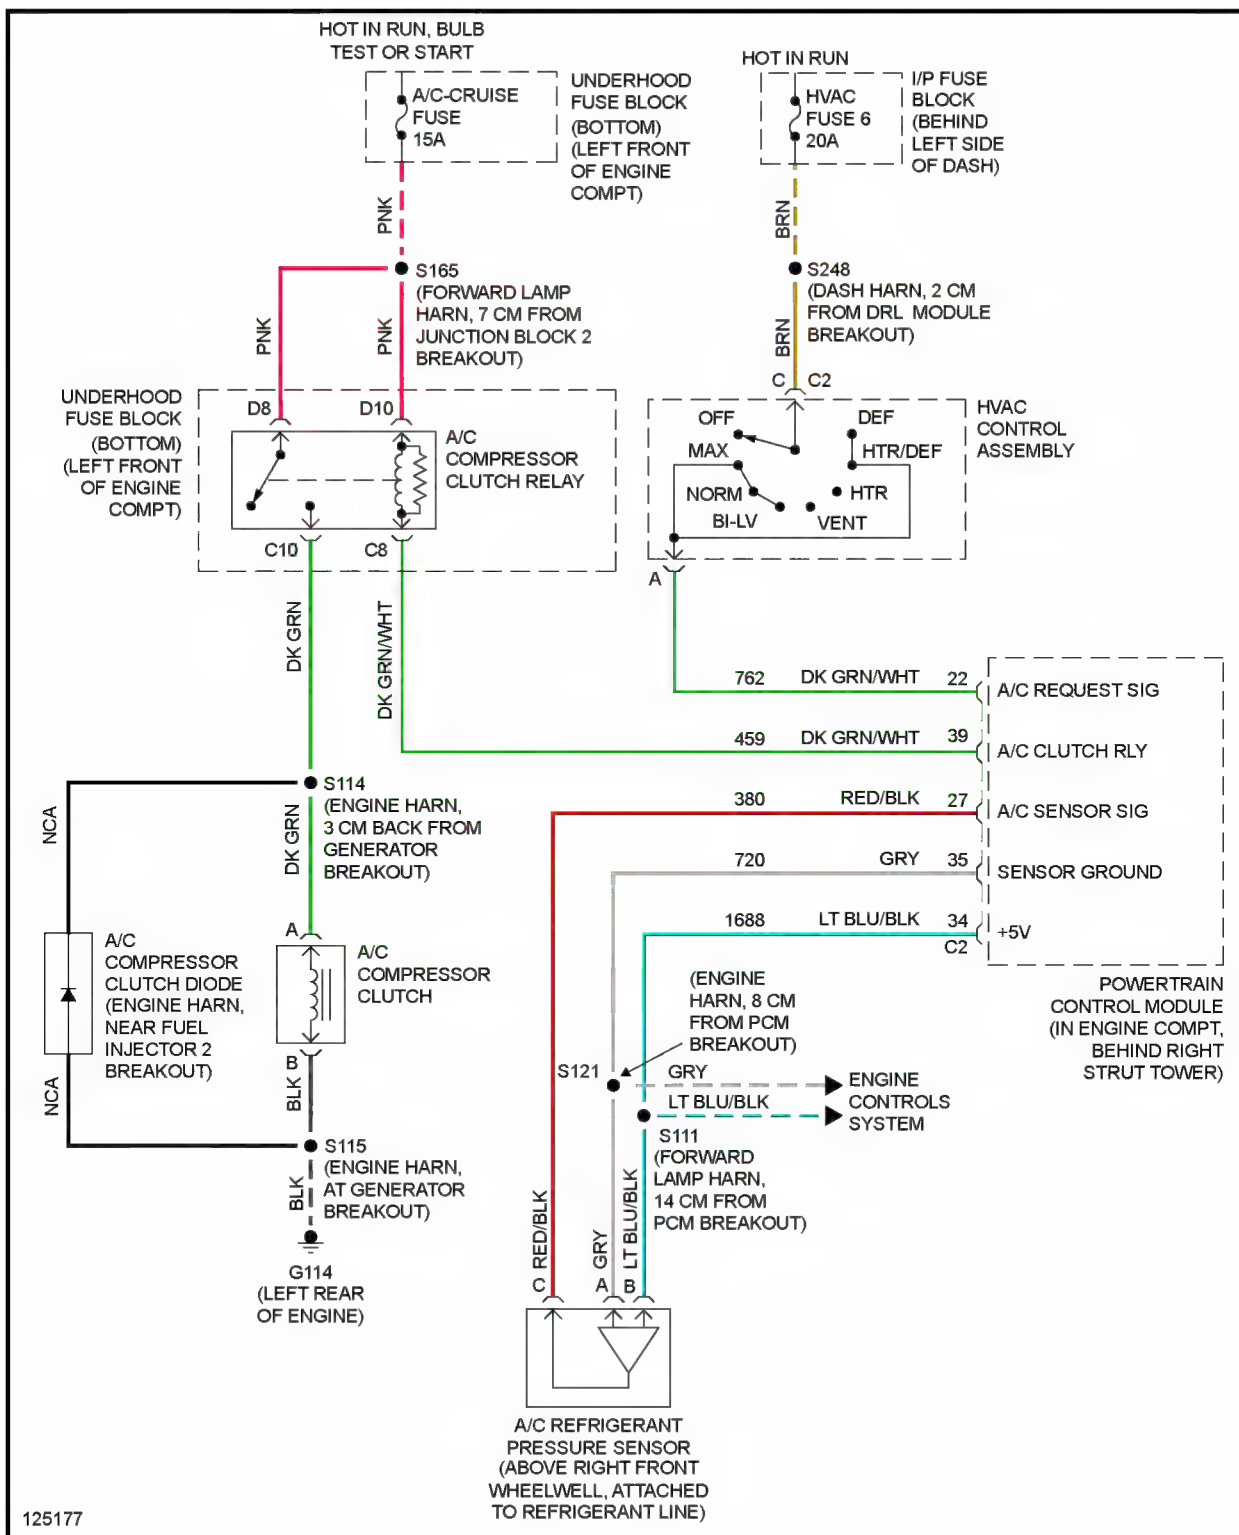 HOT IN RUN, BULB
TEST OR START
A/C-CRUISE
FUSE
15A
UNDERHOOD
FUSE BLOCK
(BOTTOM)
(LEFT FRONT
OF ENGINE
COMPT)
HOT IN RUN
HVAC
FUSE 6
20A
I/P FUSE
BLOCK
(BEHIND
LEFT SIDE
OF DASH)
PNK
BRN
S165
(FORWARD LAMP
HARN, 7 CM FROM
JUNCTION BLOCK 2
BREAKOUT)
PNK
PNK
S248
(DASH HARN, 2 CM
FROM DRL MODULE
BREAKOUT)
BRN
C
C2
UNDERHOOD
FUSE BLOCK
(BOTTOM)
(LEFT FRONT
OF ENGINE
COMPT)
D8
D10
A/C
COMPRESSOR
CLUTCH RELAY
C10
C8
OFF
MAX
NORM
BI-LV
VENT
HTR
HTR/DEF
DEF
HVAC
CONTROL
ASSEMBLY
A
DK GRN
DK GRN/WHT
762
DK GRN/WHT
22
A/C REQUEST SIG
459
DK GRN/WHT
39
A/C CLUTCH RLY
380
RED/BLK
27
A/C SENSOR SIG
720
GRY
35
SENSOR GROUND
1688
LT BLU/BLK
34
+5V
C2
POWERTRAIN
CONTROL MODULE
(IN ENGINE COMPT,
BEHIND RIGHT
STRUT TOWER)
NCA
S114
(ENGINE HARN,
3 CM BACK FROM
GENERATOR
BREAKOUT)
DK GRN
A
A/C
COMPRESSOR
CLUTCH DIODE
(ENGINE HARN,
NEAR FUEL
INJECTOR 2
BREAKOUT)
A/C
COMPRESSOR
CLUTCH
B
NCA
BLK
S115
(ENGINE HARN,
AT GENERATOR
BREAKOUT)
BLK
G114
(LEFT REAR
OF ENGINE)
(ENGINE
HARN, 8 CM
FROM PCM
BREAKOUT)
S121
GRY
LT BLU/BLK
ENGINE
CONTROLS
SYSTEM
S111
(FORWARD
LAMP HARN,
14 CM FROM
PCM BREAKOUT)
RED/BLK
GRY
LT BLU/BLK
C
A
B
A/C REFRIGERANT
PRESSURE SENSOR
(ABOVE RIGHT FRONT
WHEELWELL, ATTACHED
TO REFRIGERANT LINE)
125177